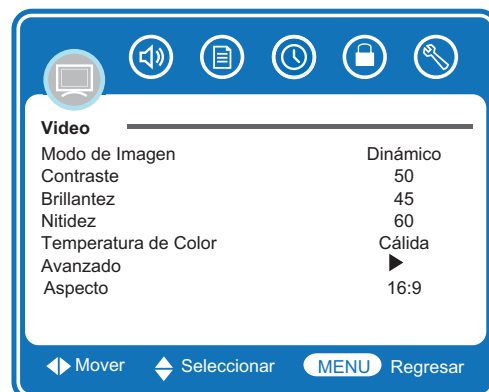 Video
Modo de Imagen Dinámico
Contraste 50
Brillantez 45
Nitidez 60
Temperatura de Color Cálida
Avanzado
Aspecto 16:9
Mover Seleccionar MENU Regresar